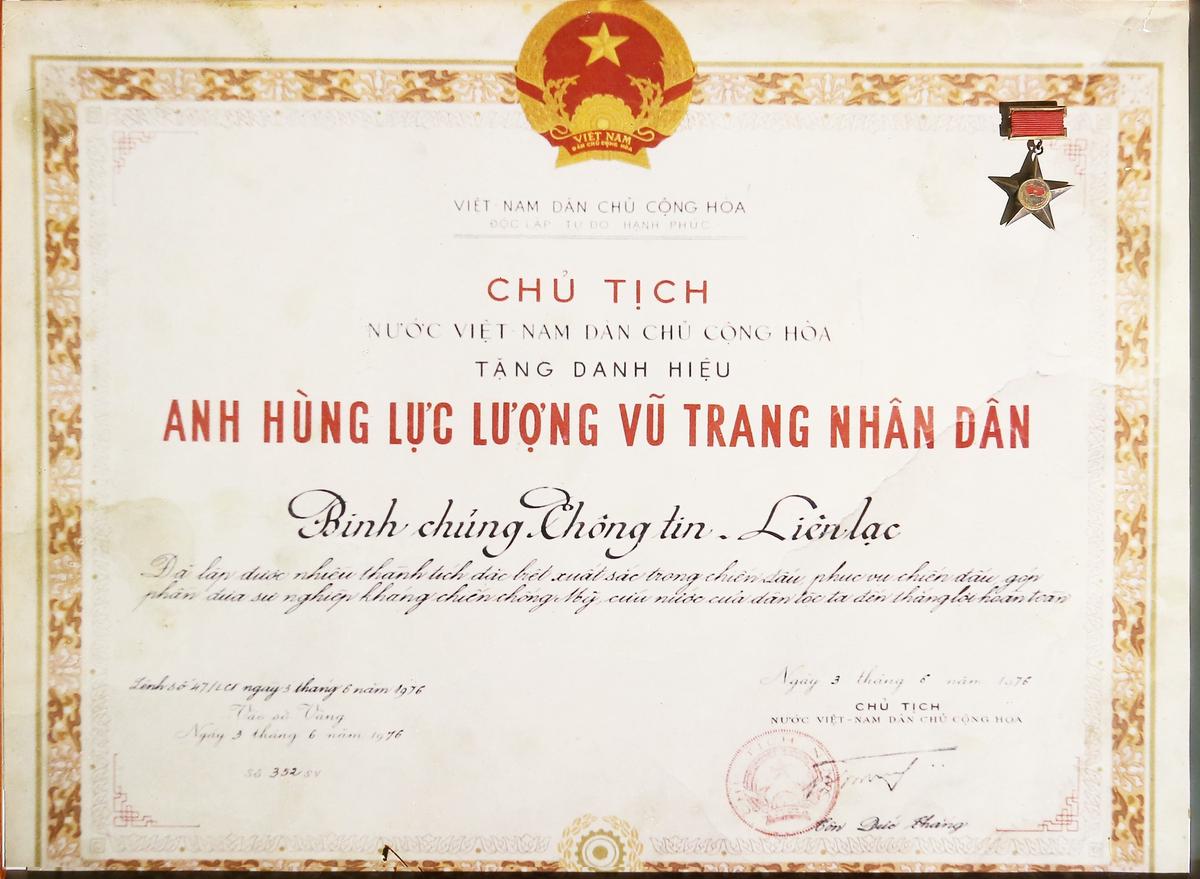 VIỆT NAM
DÂN CHỦ CỘNG HÒA
VIỆT-NAM DÂN CHỦ CỘNG HÒA
ĐỘC LẬP TỰ DO HẠNH PHÚC
CHỦ TỊCH
NƯỚC VIỆT-NAM DÂN CHỦ CỘNG HÒA
TẶNG DANH HIỆU
ANH HÙNG LỰC LƯỢNG VŨ TRANG NHÂN DÂN
Binh chủng Thông tin - Liên lạc
Đã lập được nhiều thành tích đặc biệt xuất sắc trong chiến đấu, phục vụ chiến đấu, góp
phần đưa sự nghiệp kháng chiến chống Mỹ, cứu nước của dân tộc ta đến thắng lợi hoàn toàn
Lệnh số 47/LCT ngày 3 tháng 6 năm 1976
Vào sổ Vàng
Ngày 3 tháng 6 năm 1976
Số 352 SV
Ngày 3 tháng 6 năm 1976
CHỦ TỊCH
NƯỚC VIỆT-NAM DÂN CHỦ CỘNG HÒA
Tôn Đức Thắng